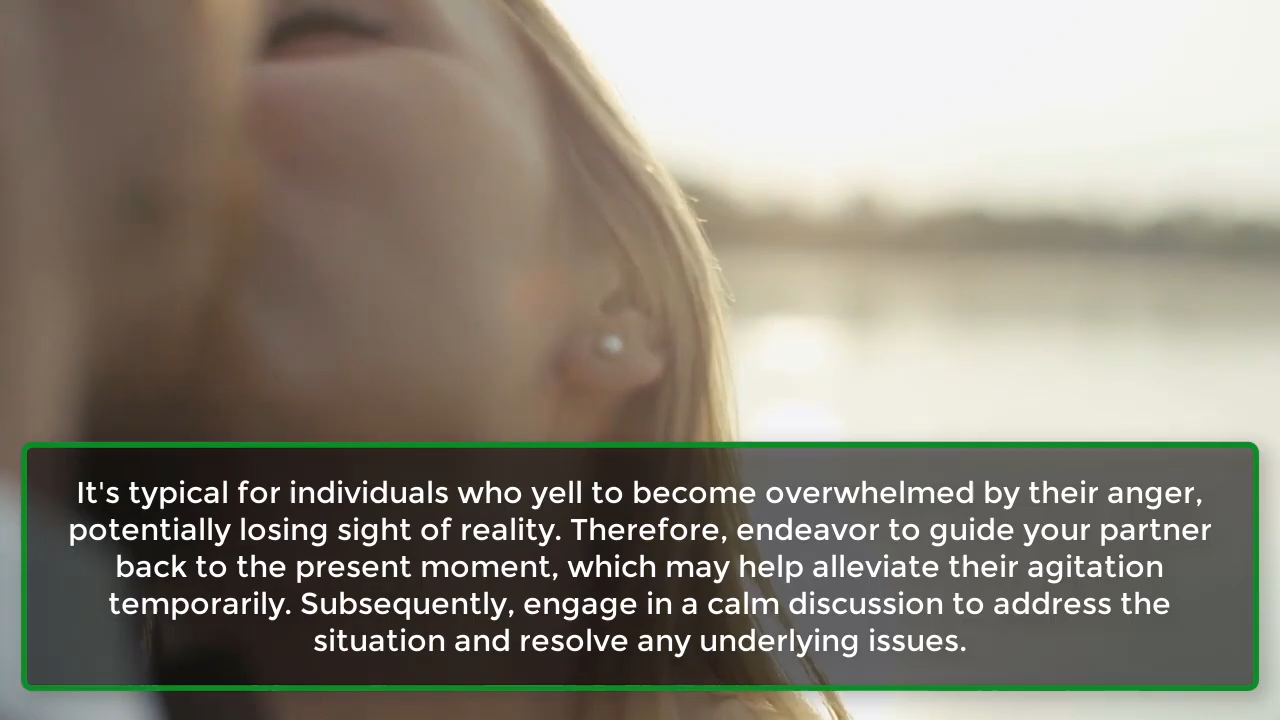 It's typical for individuals who yell to become overwhelmed by their anger,
potentially losing sight of reality. Therefore, endeavor to guide your partner
back to the present moment, which may help alleviate their agitation
temporarily. Subsequently, engage in a calm discussion to address the
situation and resolve any underlying issues.